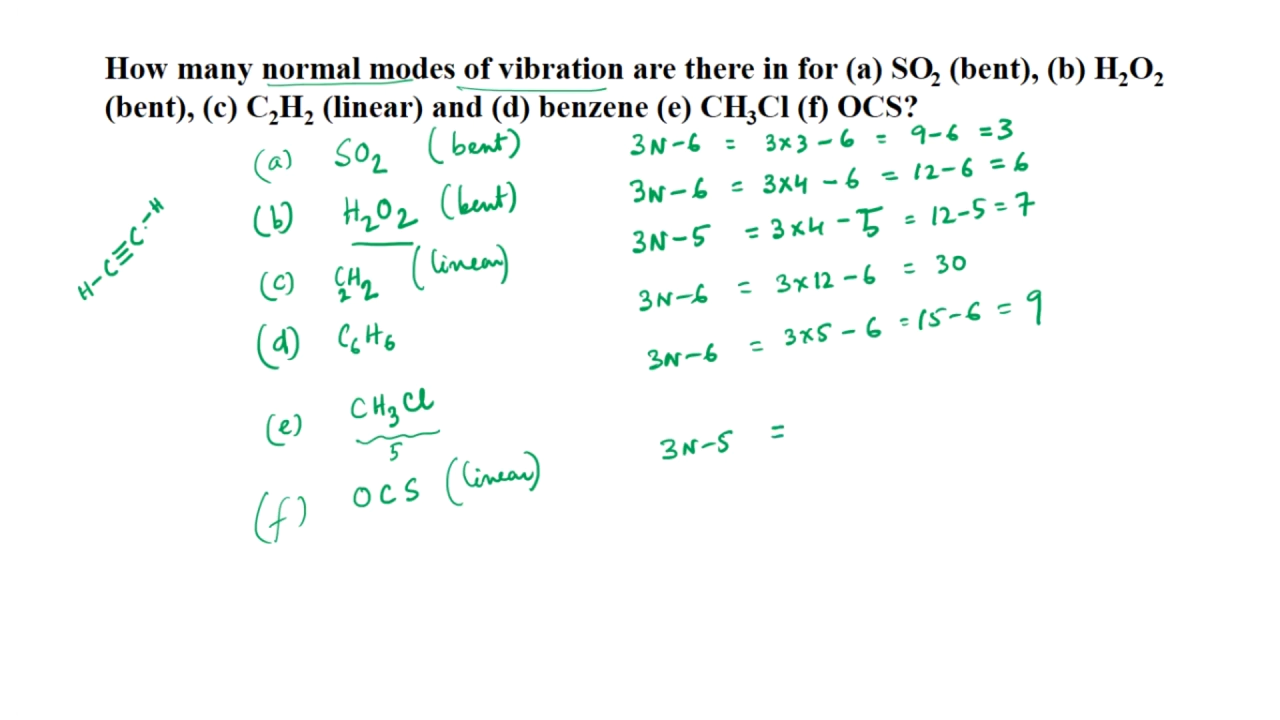 How many normal modes of vibration are there in for (a) SO₂ (bent), (b) H₂O₂
(bent), (c) C₂H₂ (linear) and (d) benzene (e) CH₃Cl (f) OCS?
(a) SO₂ (bent) 3N-6 = 3×3-6 = 9-6 = 3
(b) H₂O₂ (bent) 3N-6 = 3×4-6 = 12-6 = 6
H-C≡C-H
(c) C₂H₂ (linear) 3N-5 = 3×4-5 = 12-5 = 7
(d) C₆H₆ 3N-6 = 3×12-6 = 30
(e) CH₃Cl 3N-6 = 3×5-6 = 15-6 = 9
5
(f) OCS (linear) 3N-5 =